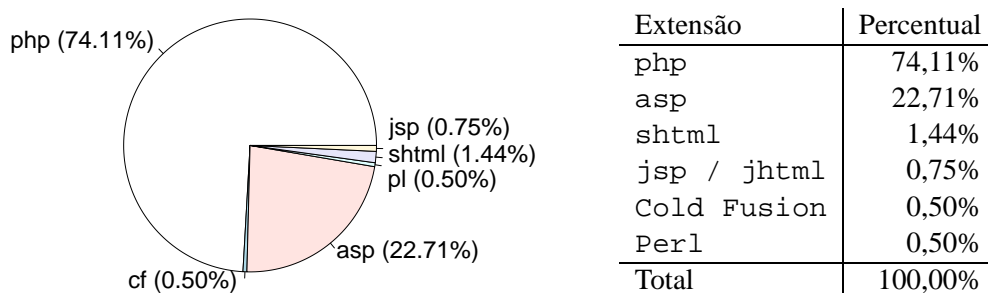 php (74.11%)
jsp (0.75%)
shtml (1.44%)
pl (0.50%)
asp (22.71%)
cf (0.50%)
Extensão Percentual
php 74,11%
asp 22,71%
shtml 1,44%
jsp / jhtml 0,75%
Cold Fusion 0,50%
Perl 0,50%
Total 100,00%